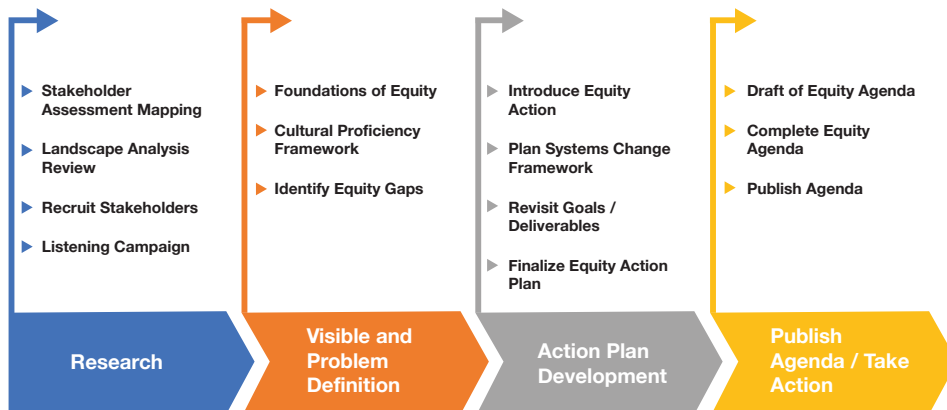 Stakeholder
Assessment Mapping
Landscape Analysis
Review
Recruit Stakeholders
Listening Campaign
Research
Foundations of Equity
Cultural Proficiency
Framework
Identify Equity Gaps
Visible and
Problem
Definition
Introduce Equity
Action
Plan Systems Change
Framework
Revisit Goals /
Deliverables
Finalize Equity Action
Plan
Action Plan
Development
Draft of Equity Agenda
Complete Equity
Agenda
Publish Agenda
Publish
Agenda / Take
Action